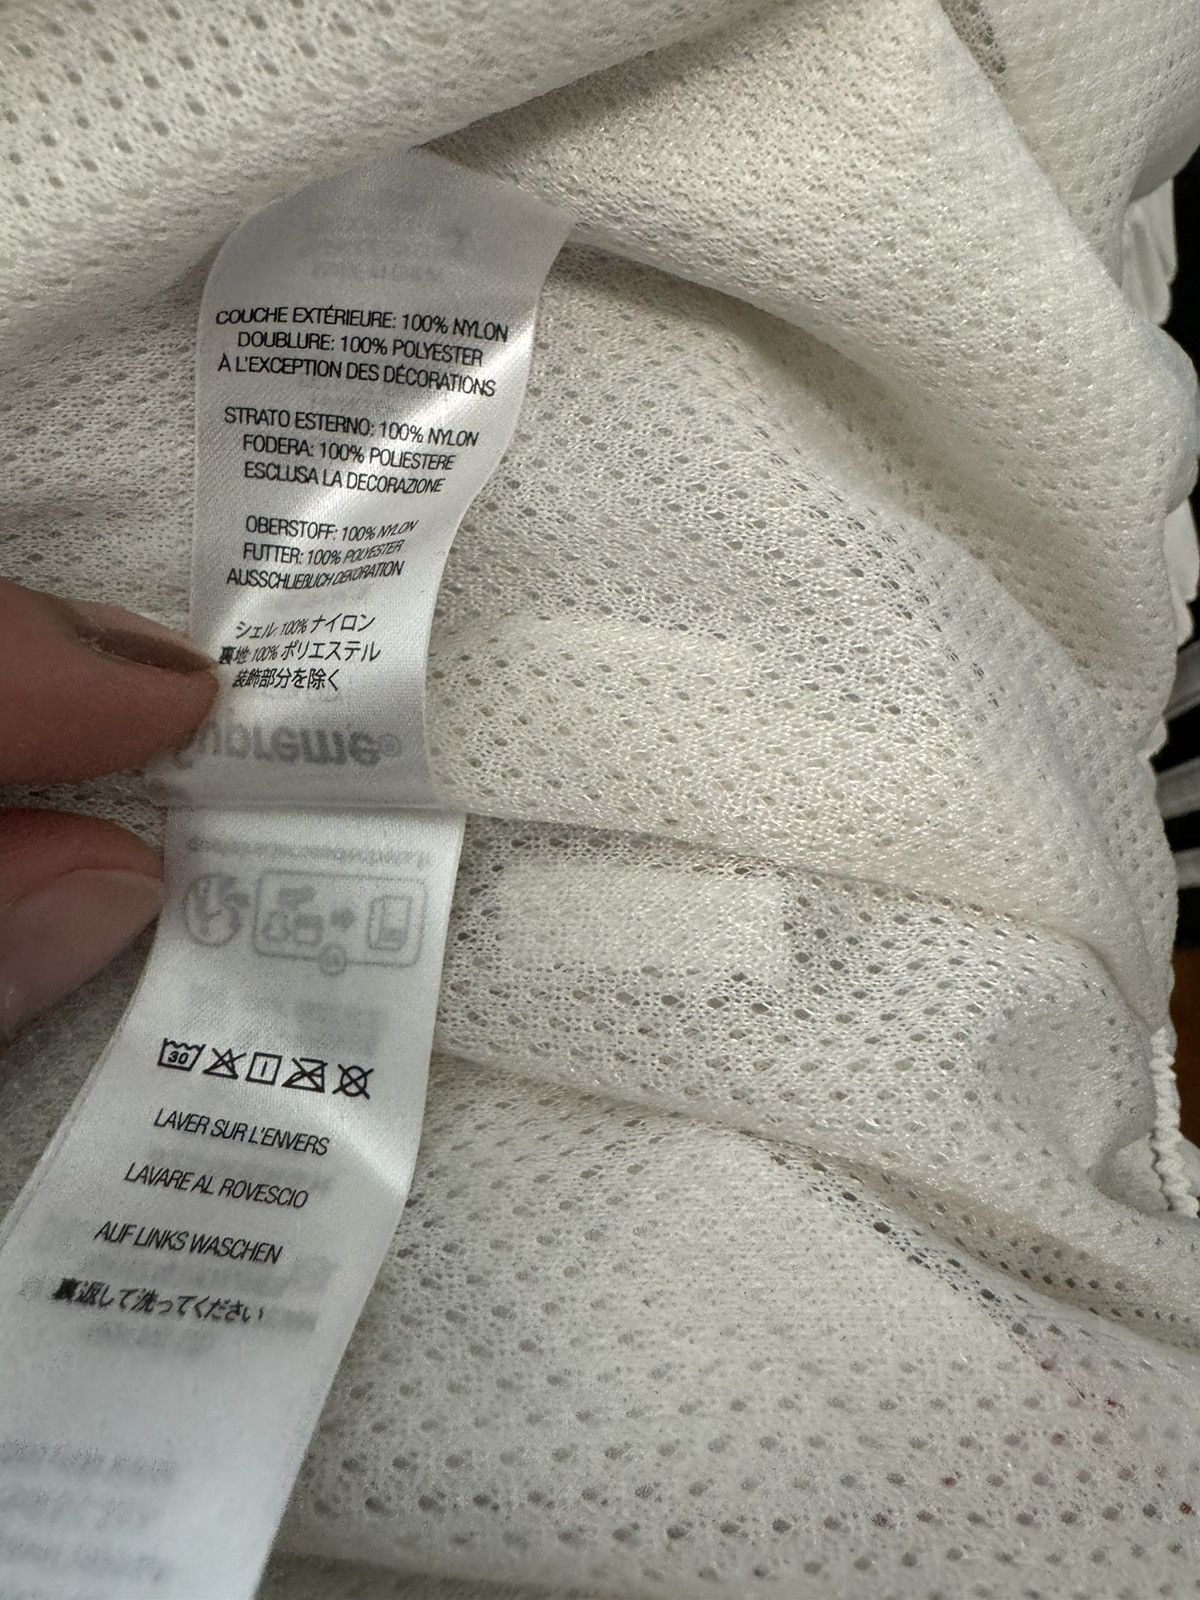 COUCHE EXTÉRIEURE: 100% NYLON
DOUBLURE: 100% POLYESTER
À L'EXCEPTION DES DÉCORATIONS
STRATO ESTERNO: 100% NYLON
FODERA: 100% POLIESTERE
ESCLUSA LA DECORAZIONE
OBERSTOFF: 100% NYLON
FUTTER: 100% POLYESTER
AUSSCHLIEBLICH DEKORATION
シェル: 100% ナイロン
裏地 100% ポリエステル
装飾部分を除く
Supreme®
30
LAVER SUR L'ENVERS
LAVARE AL ROVESCIO
AUF LINKS WASCHEN
裏返して洗ってください